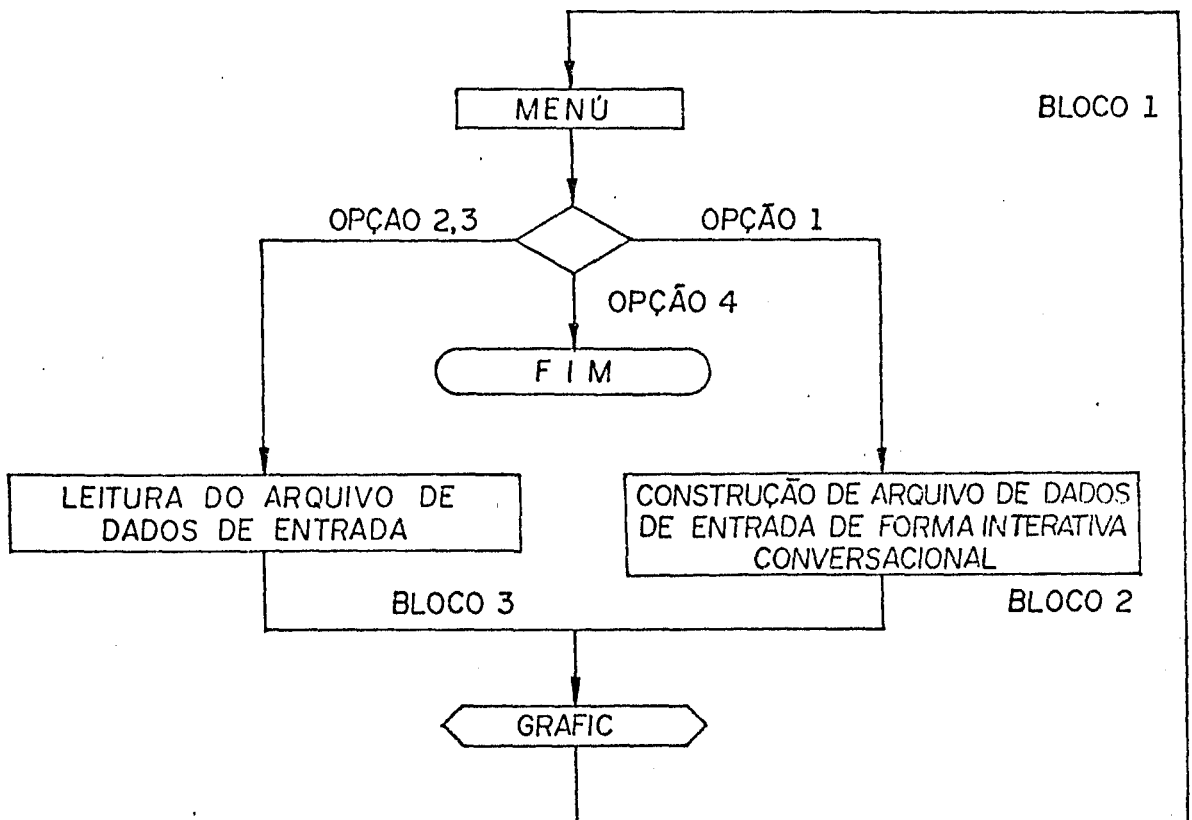 MENÚ
BLOCO 1
OPÇAO 2,3
OPÇÃO 1
OPÇÃO 4
F I M
LEITURA DO ARQUIVO DE
DADOS DE ENTRADA
CONSTRUÇÃO DE ARQUIVO DE DADOS
DE ENTRADA DE FORMA INTERATIVA
CONVERSACIONAL
BLOCO 3
BLOCO 2
GRAFIC